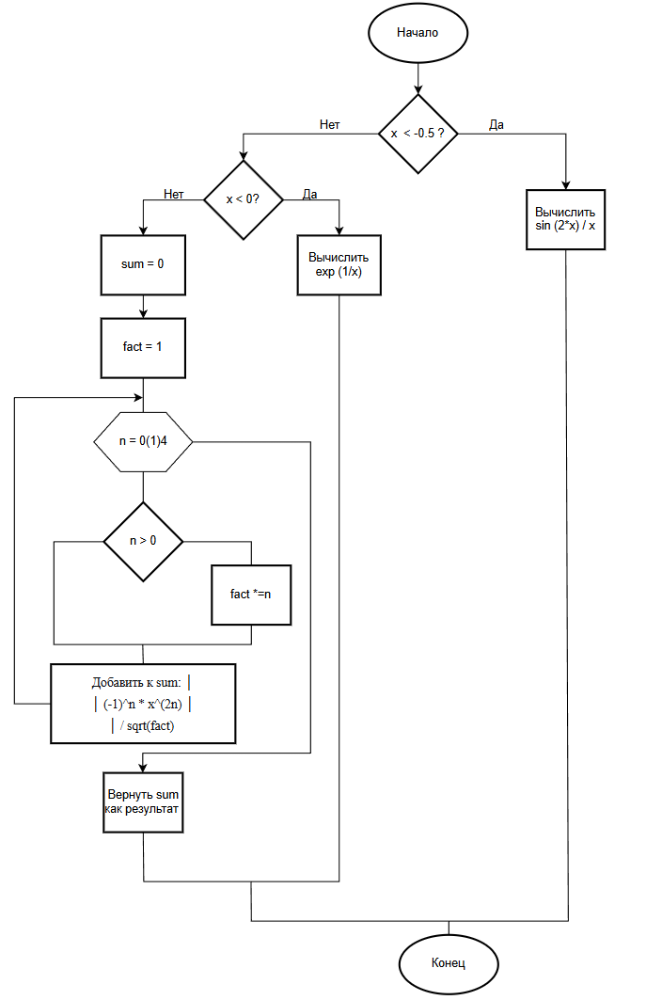 Начало
x < -0.5 ?
Нет
Да
x < 0?
Нет
Да
Вычислить
sin (2*x) / x
sum = 0
Вычислить
exp (1/x)
fact = 1
n = 0(1)4
n > 0
fact *=n
Добавить к sum: │
│ (-1)^n * x^(2n) │
│ / sqrt(fact)
Вернуть sum
как результат
Конец